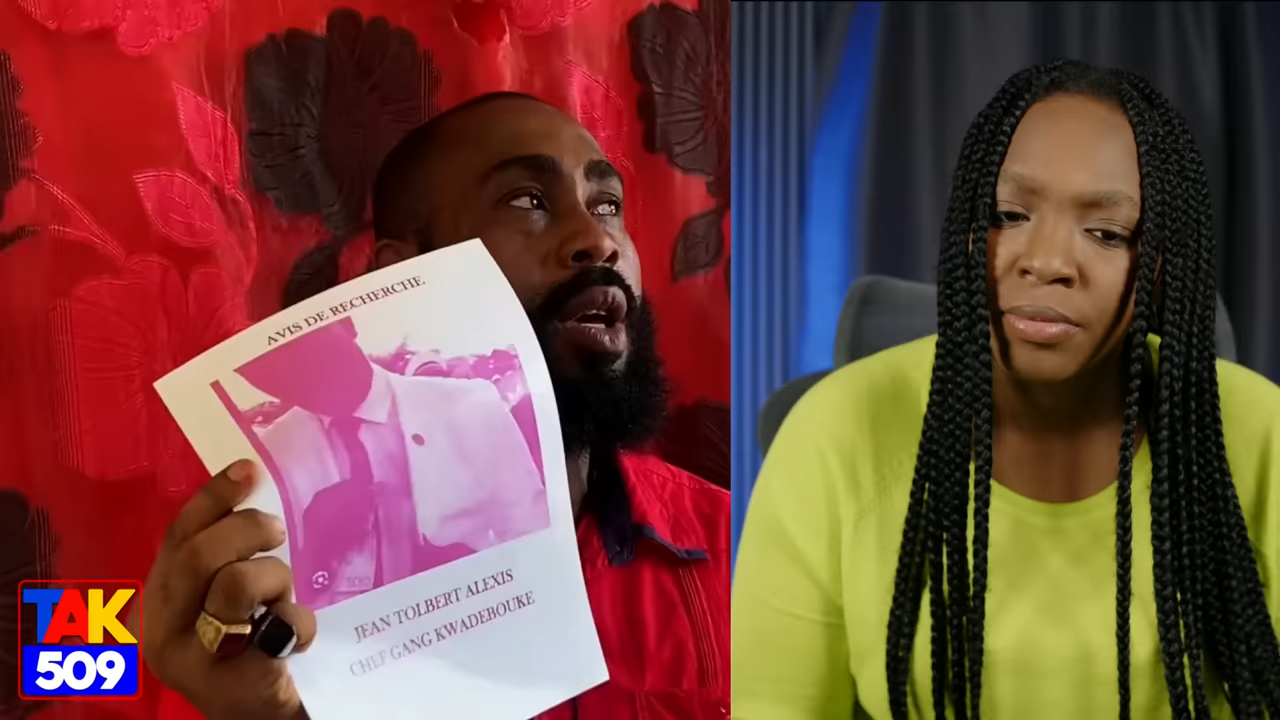 AVIS DE RECHERCHE
JEAN TOLBERT ALEXIS
CHEF GANG KWADEBOUKE
TAK
509